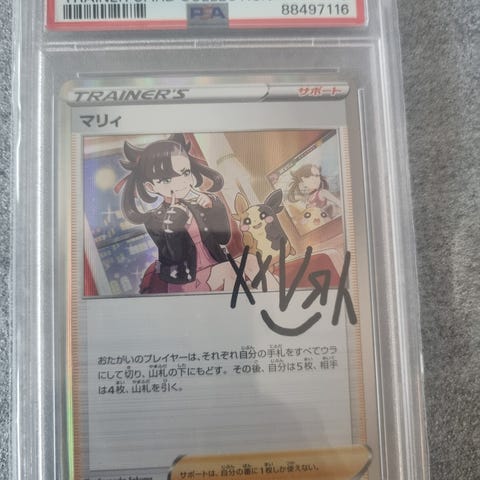 88497116
PSA
TRAINER'S
サポート
マリィ
おたがいのプレイヤーは、それぞれ自分の手札をすべてウラ
にして切り、山札の下にもどす。その後、自分は5枚、相手
は4枚、山札を引く。
サポートは、自分の番に1枚しか使えない。